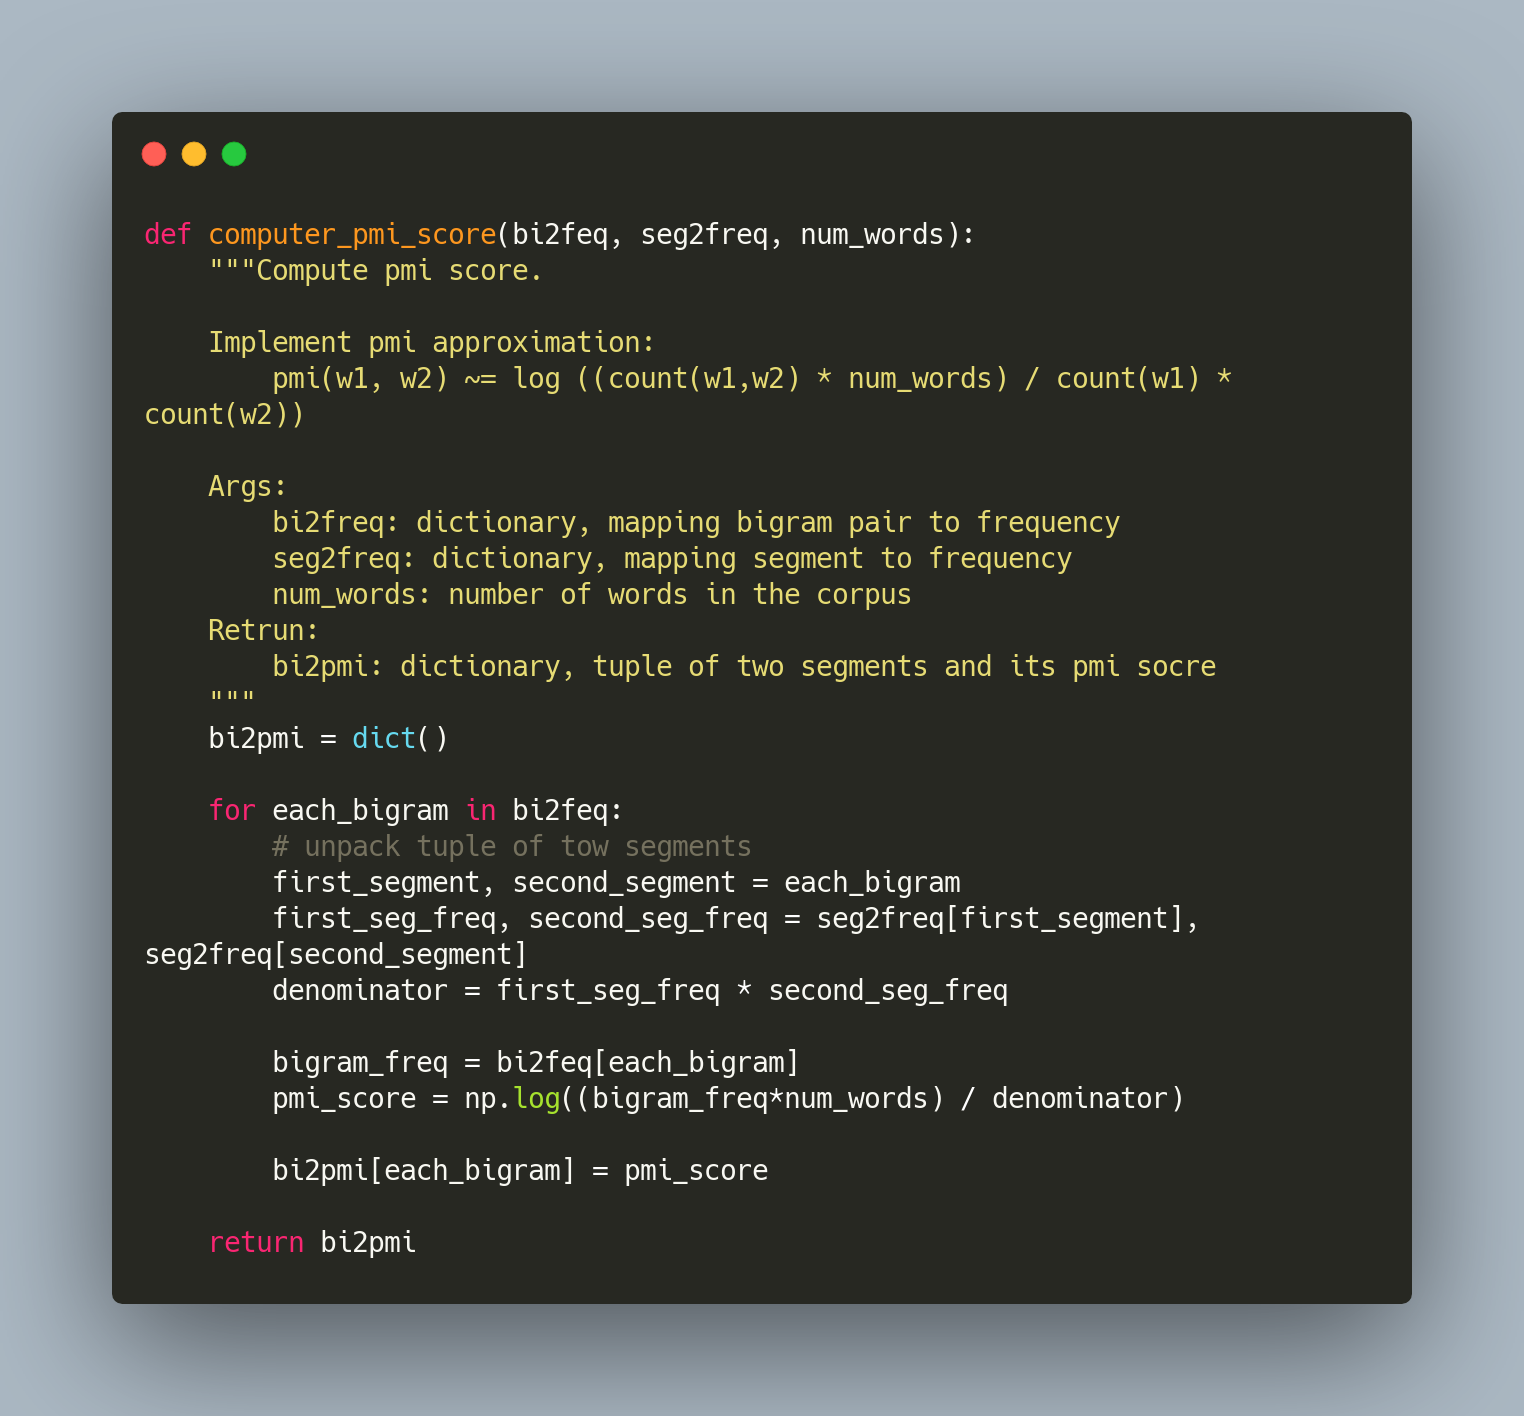 def computer_pmi_score(bi2feq, seg2freq, num_words):
    """Compute pmi score.

    Implement pmi approximation:
        pmi(w1, w2) ~= log ((count(w1,w2) * num_words) / count(w1) *
count(w2))

    Args:
        bi2freq: dictionary, mapping bigram pair to frequency
        seg2freq: dictionary, mapping segment to frequency
        num_words: number of words in the corpus
    Retrun:
        bi2pmi: dictionary, tuple of two segments and its pmi socre
    """
    bi2pmi = dict()

    for each_bigram in bi2feq:
        # unpack tuple of tow segments
        first_segment, second_segment = each_bigram
        first_seg_freq, second_seg_freq = seg2freq[first_segment],
seg2freq[second_segment]
        denominator = first_seg_freq * second_seg_freq

        bigram_freq = bi2feq[each_bigram]
        pmi_score = np.log((bigram_freq*num_words) / denominator)

        bi2pmi[each_bigram] = pmi_score

    return bi2pmi